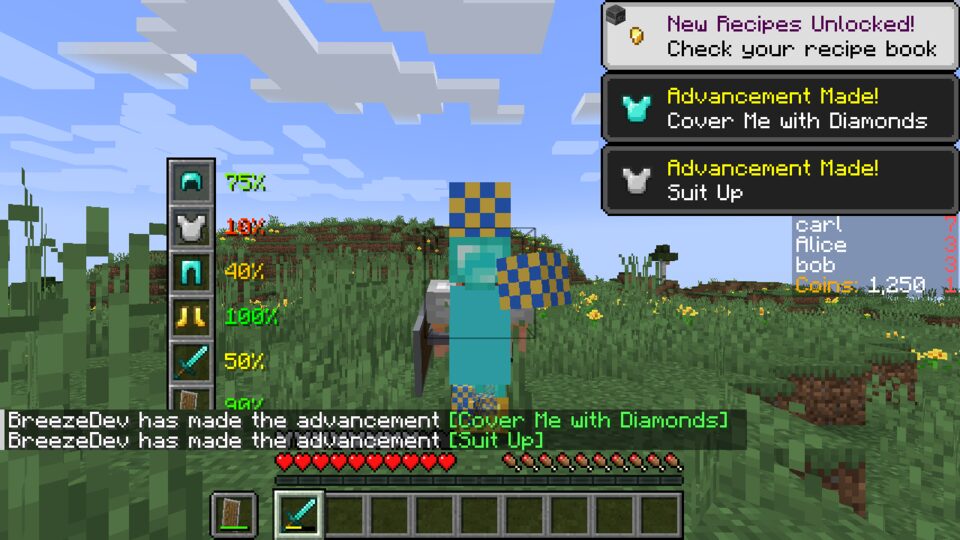 New Recipes Unlocked!
Check your recipe book
Advancement Made!
Cover Me with Diamonds
Advancement Made!
Suit Up
carl
Alice
bob
Coins: 1,250
75%
10%
40%
100%
50%
90%
BreezeDev has made the advancement [Cover Me with Diamonds]
BreezeDev has made the advancement [Suit Up]